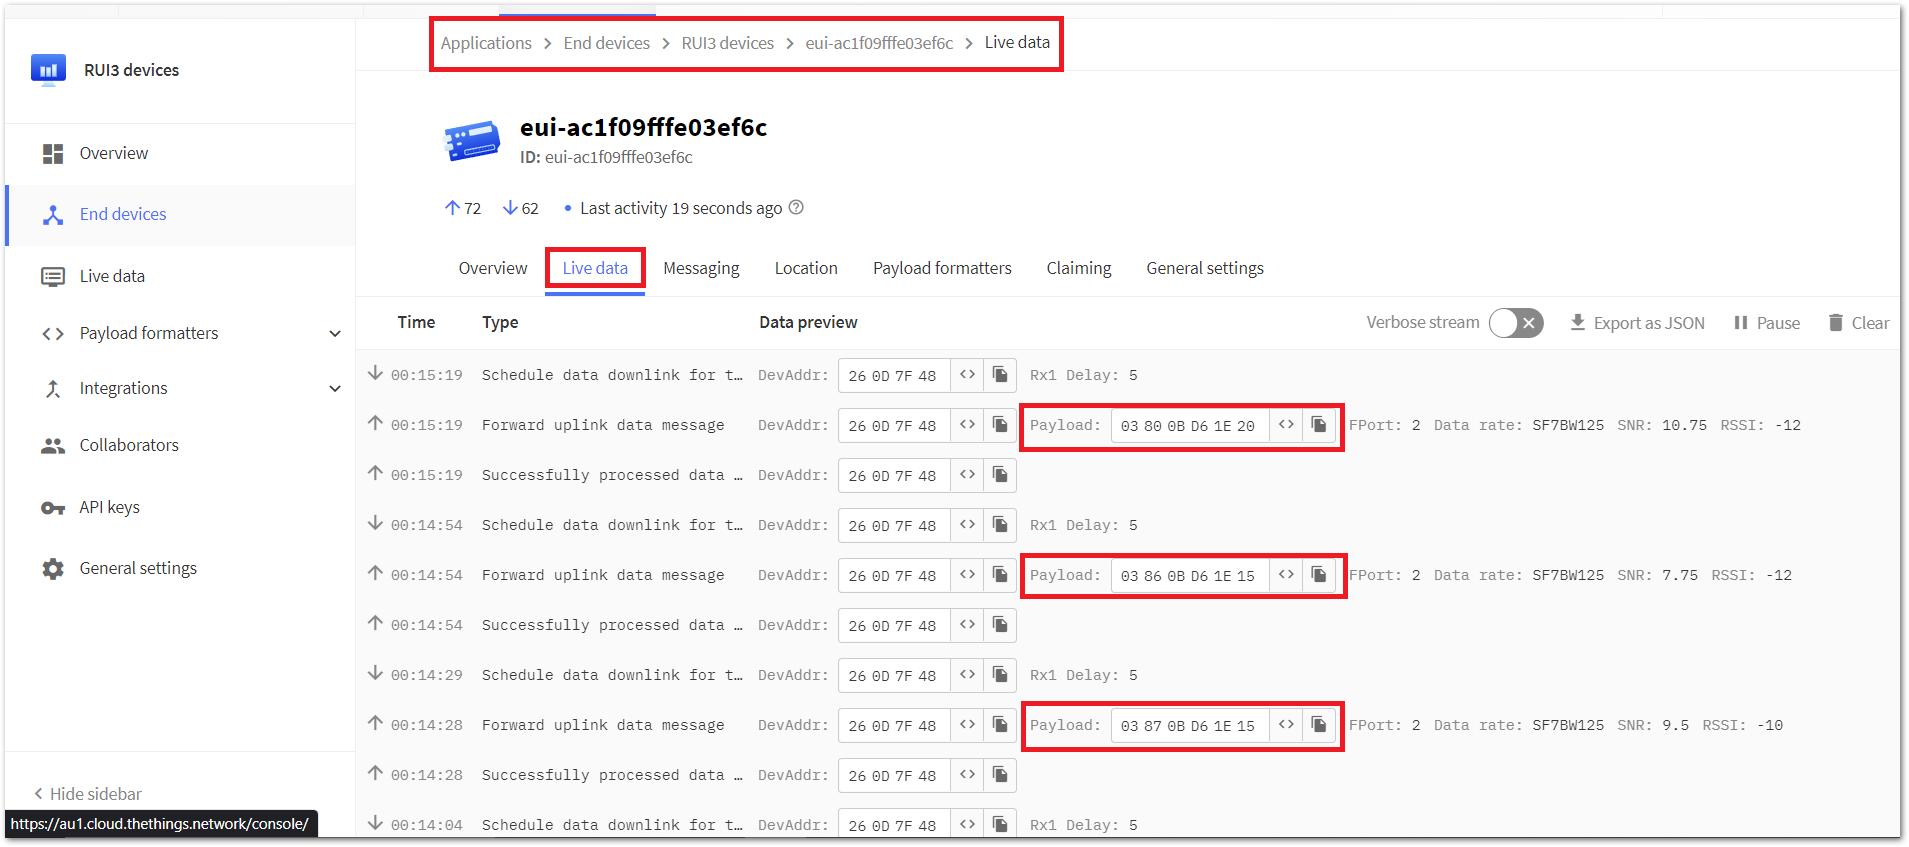 RUI3 devices
Overview
End devices
Live data
Payload formatters
Integrations
Collaborators
API keys
General settings
Hide sidebar
https://au1.cloud.thethings.network/console/
Applications > End devices > RUI3 devices > eui-ac1f09fffe03ef6c > Live data
eui-ac1f09fffe03ef6c
ID: eui-ac1f09fffe03ef6c
72 62 • Last activity 19 seconds ago
Overview Live data Messaging Location Payload formatters Claiming General settings
Time Type Data preview Verbose stream Export as JSON Pause Clear
00:15:19 Schedule data downlink for t… DevAddr: 26 0D 7F 48 <> Rx1 Delay: 5
00:15:19 Forward uplink data message DevAddr: 26 0D 7F 48 <> Payload: 03 80 0B D6 1E 20 <> FPort: 2 Data rate: SF7BW125 SNR: 10.75 RSSI: -12
00:15:19 Successfully processed data … DevAddr: 26 0D 7F 48 <>
00:14:54 Schedule data downlink for t… DevAddr: 26 0D 7F 48 <> Rx1 Delay: 5
00:14:54 Forward uplink data message DevAddr: 26 0D 7F 48 <> Payload: 03 86 0B D6 1E 15 <> FPort: 2 Data rate: SF7BW125 SNR: 7.75 RSSI: -12
00:14:54 Successfully processed data … DevAddr: 26 0D 7F 48 <>
00:14:29 Schedule data downlink for t… DevAddr: 26 0D 7F 48 <> Rx1 Delay: 5
00:14:28 Forward uplink data message DevAddr: 26 0D 7F 48 <> Payload: 03 87 0B D6 1E 15 <> FPort: 2 Data rate: SF7BW125 SNR: 9.5 RSSI: -10
00:14:28 Successfully processed data … DevAddr: 26 0D 7F 48 <>
00:14:04 Schedule data downlink for t… DevAddr: 26 0D 7F 48 <> Rx1 Delay: 5